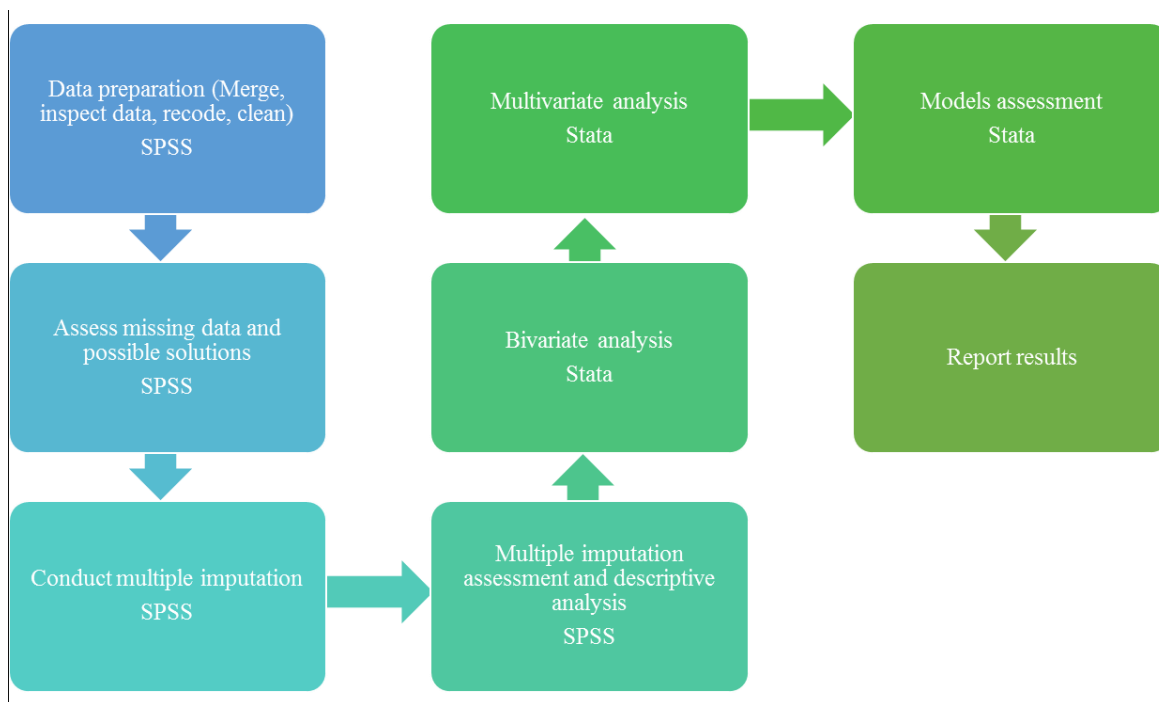 Data preparation (Merge,
inspect data, recode, clean)
SPSS
Assess missing data and
possible solutions
SPSS
Conduct multiple imputation
SPSS
Multiple imputation
assessment and descriptive
analysis
SPSS
Bivariate analysis
Stata
Multivariate analysis
Stata
Models assessment
Stata
Report results